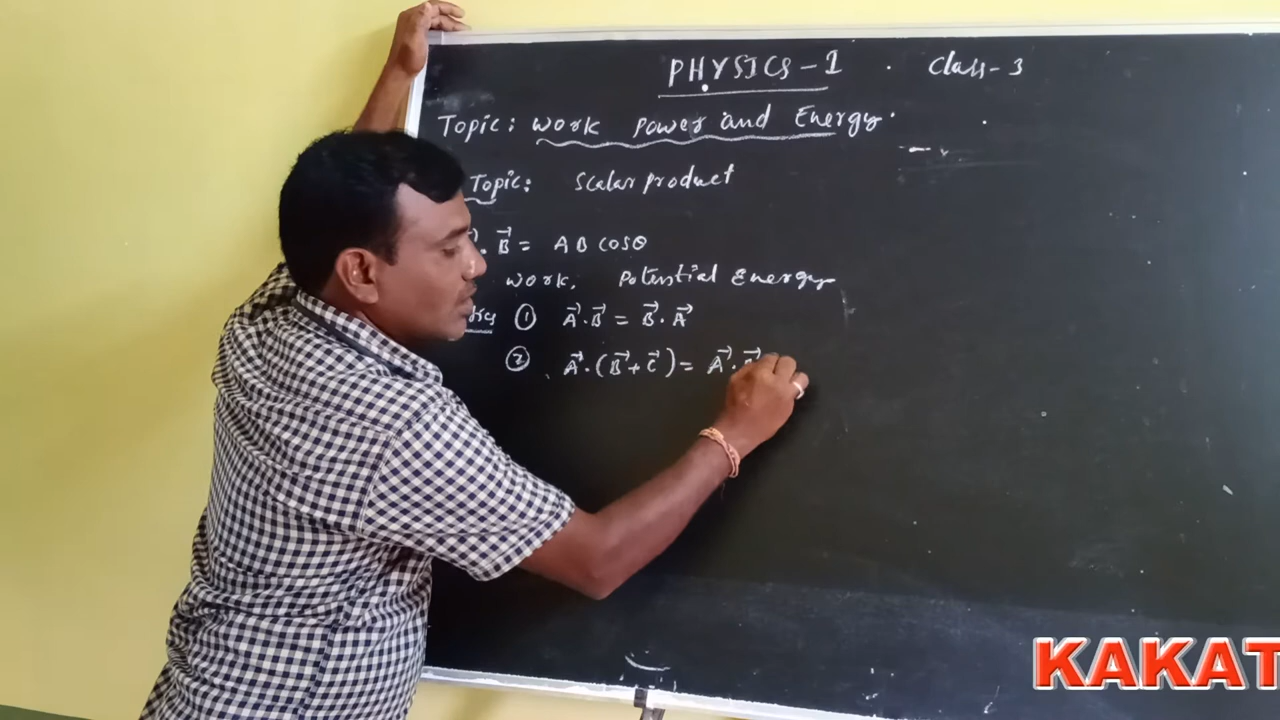 PHYSICS-1 . Class-3
Topic: Work Power and Energy.
Topic: Scalar product
. B⃗ = A B COSθ
Work, Potential Energy
① A⃗.B⃗ = B⃗.A⃗
② A⃗.(B⃗+C⃗) = A⃗.
KAKAT